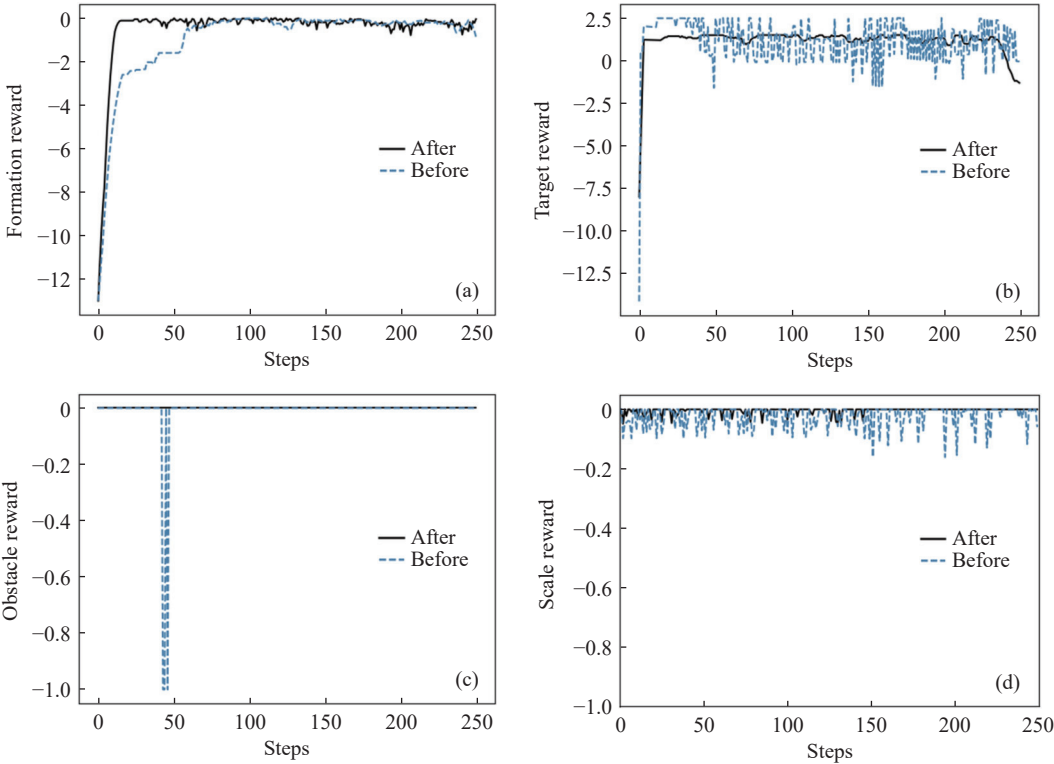 0
−2
−4
−6
−8
−10
−12
Formation reward
After
Before
(a)
0 50 100 150 200 250
Steps
2.5
0
−2.5
−5.0
−7.5
−10.0
−12.5
Target reward
After
Before
(b)
0 50 100 150 200 250
Steps
0
−0.2
−0.4
−0.6
−0.8
−1.0
Obstacle reward
After
Before
(c)
0 50 100 150 200 250
Steps
0
−0.2
−0.4
−0.6
−0.8
−1.0
Scale reward
After
Before
(d)
0 50 100 150 200 250
Steps